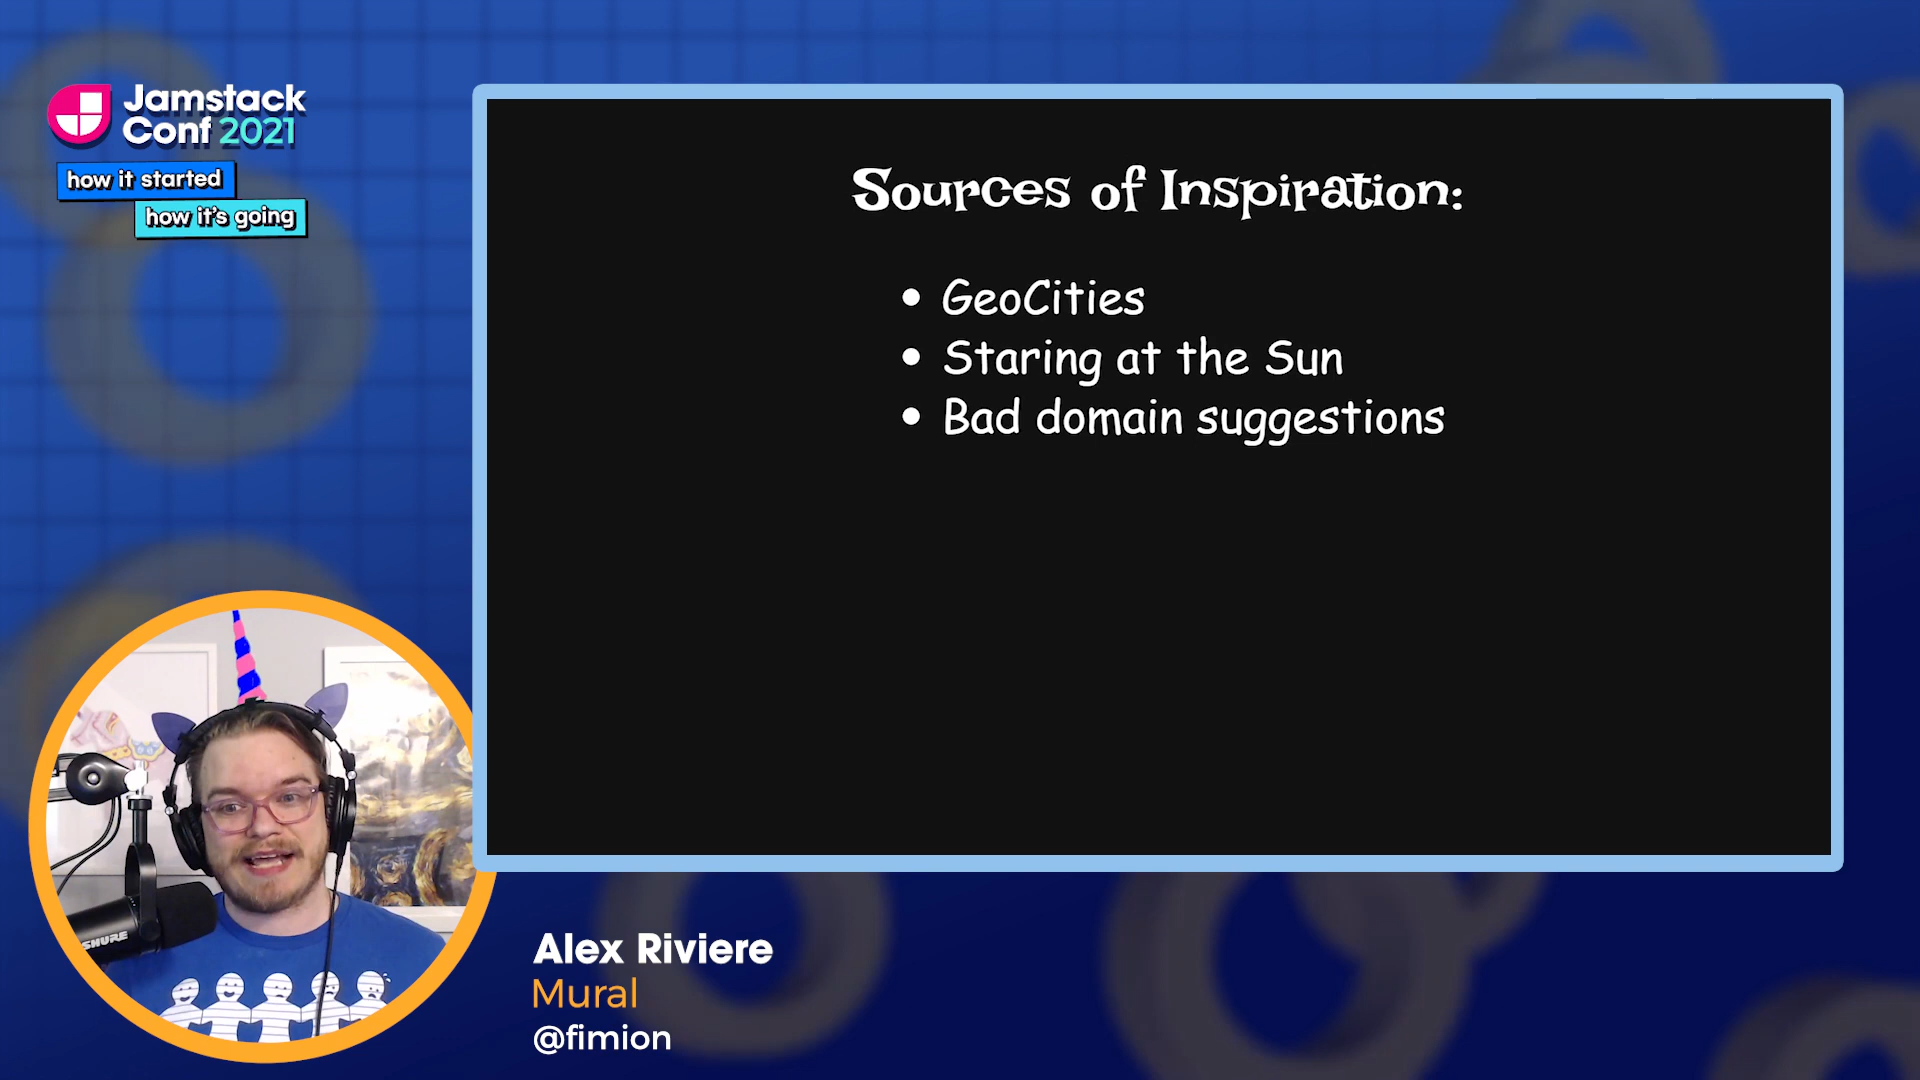 Jamstack
Conf 2021
how it started
how it's going
Sources of Inspiration:
• GeoCities
• Staring at the Sun
• Bad domain suggestions
SHURE
Alex Riviere
Mural
@fimion